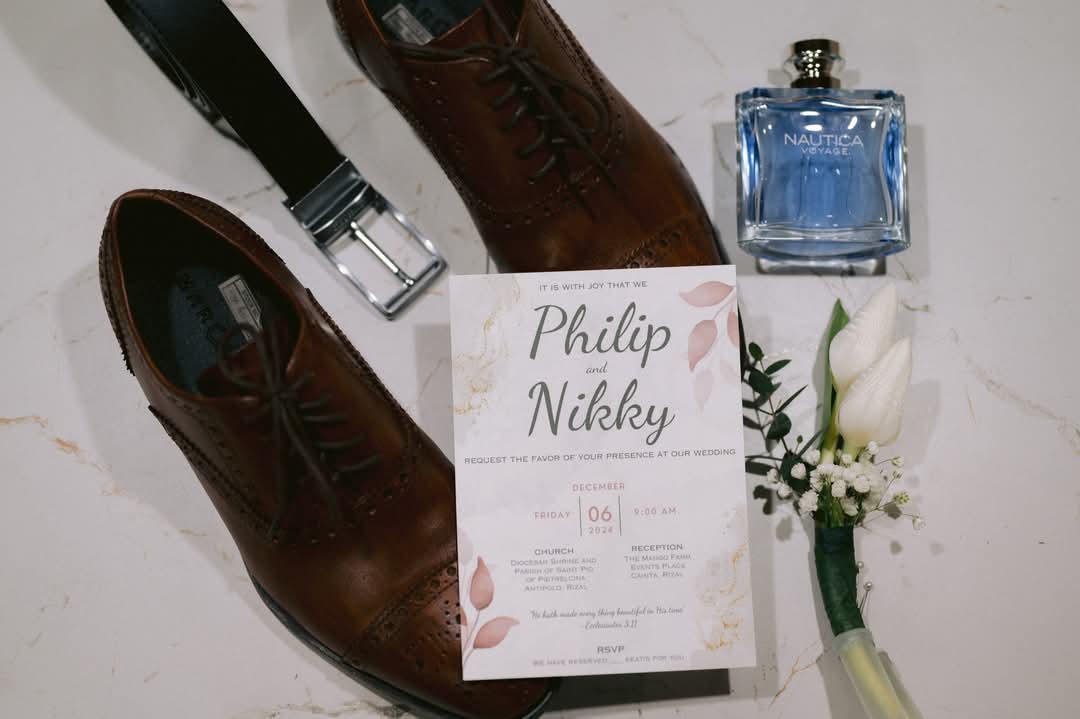 NAUTICA
VOYAGE.
IT IS WITH JOY THAT WE
Philip
and
Nikky
REQUEST THE FAVOR OF YOUR PRESENCE AT OUR WEDDING
DECEMBER
FRIDAY 06 9:00 AM
2024
CHURCH
DIOCESAN SHRINE AND
PARISH OF SAINT PIO
OF PIETRELCINA
ANTIPOLO, RIZAL
RECEPTION
THE MANGO FARM
EVENTS PLACE
CAINTA, RIZAL
"He hath made every thing beautiful in His time"
- Ecclesiastes 3:11
RSVP
WE HAVE RESERVED ___ SEAT/S FOR YOU